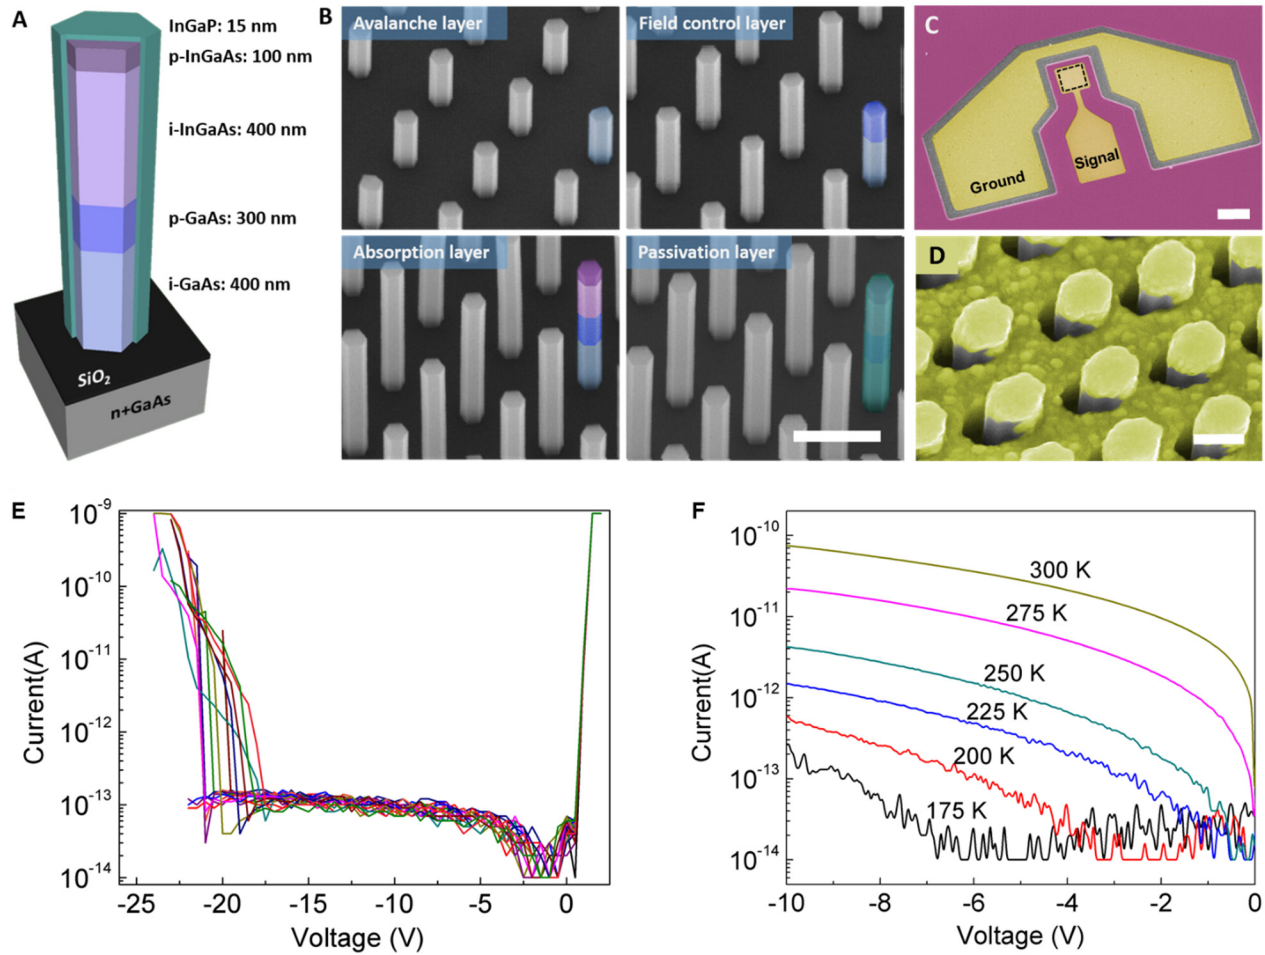 A
InGaP: 15 nm
p-InGaAs: 100 nm
i-InGaAs: 400 nm
p-GaAs: 300 nm
i-GaAs: 400 nm
SiO2
n+GaAs
B
Avalanche layer
Field control layer
Absorption layer
Passivation layer
C
Ground
Signal
D
E
10-9
10-10
10-11
10-12
10-13
10-14
Current(A)
-25 -20 -15 -10 -5 0
Voltage (V)
F
10-10
10-11
10-12
10-13
10-14
Current(A)
300 K
275 K
250 K
225 K
200 K
175 K
-10 -8 -6 -4 -2 0
Voltage (V)